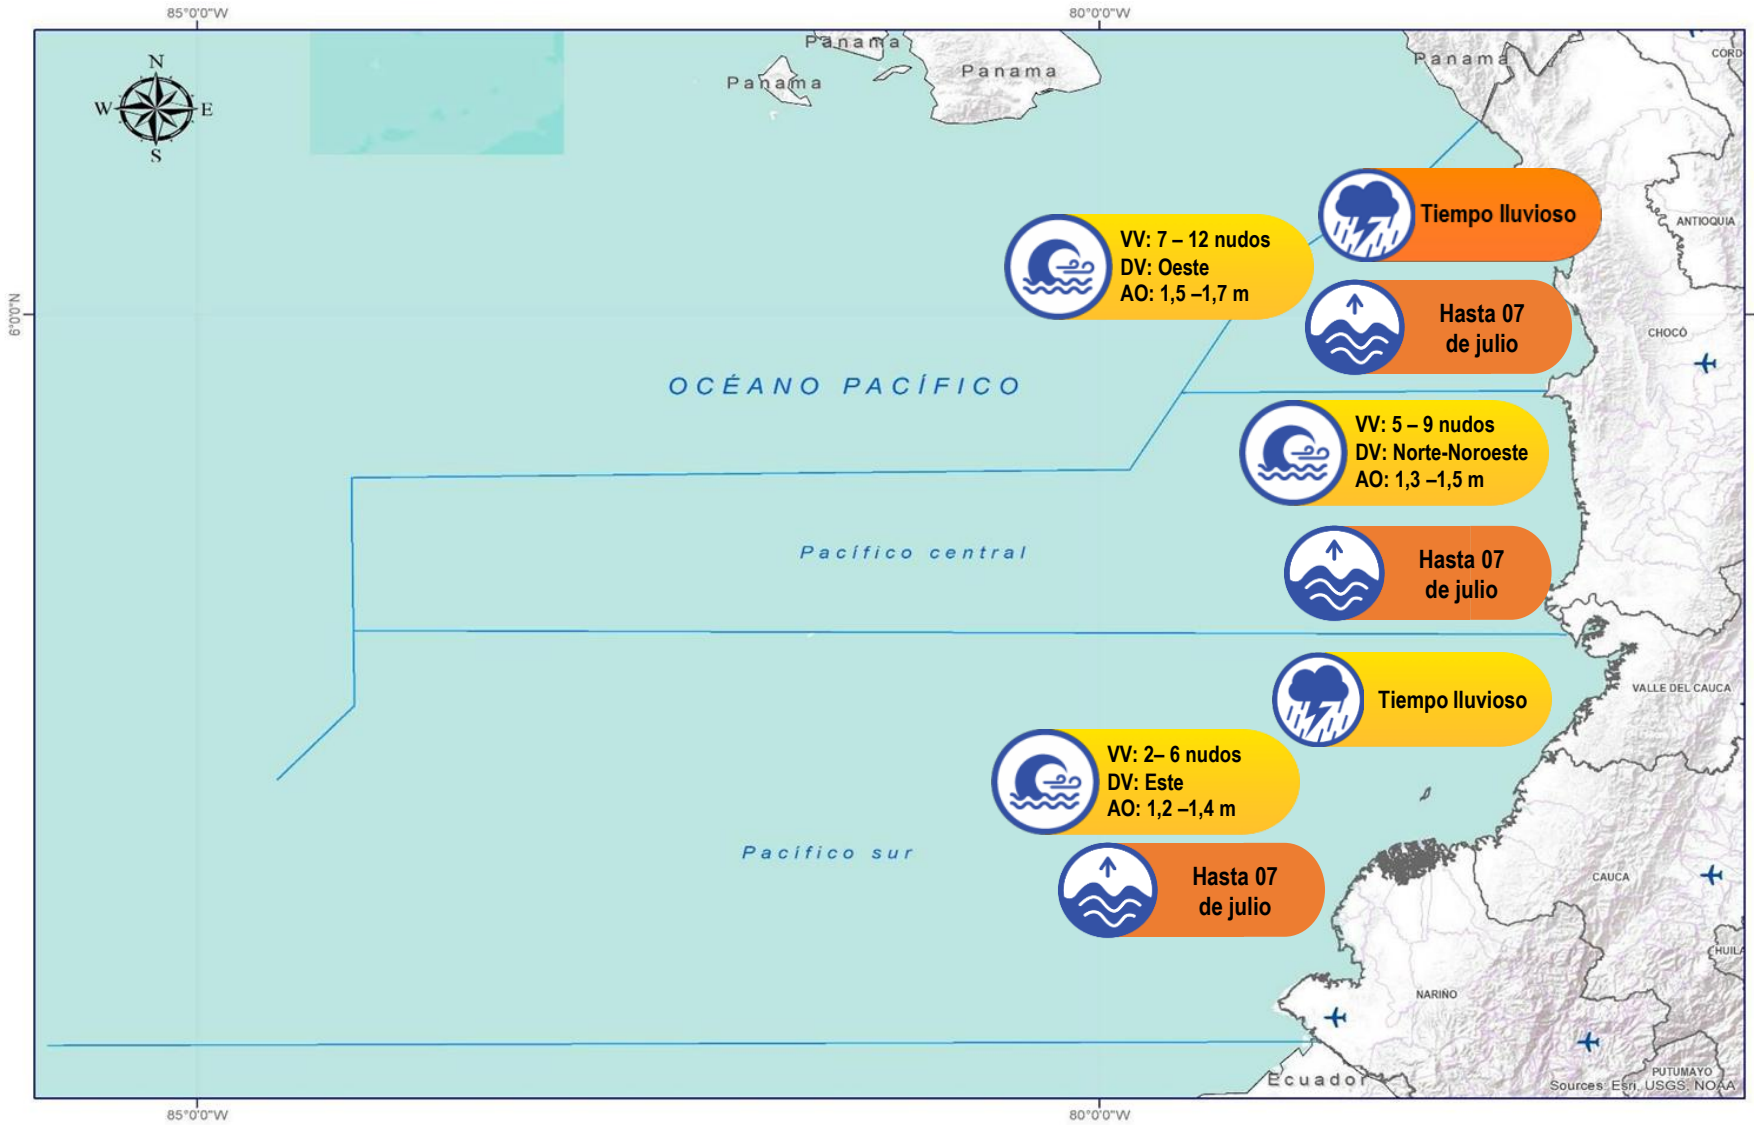 85°0'0"W
80°0'0"W
N
W
E
S
Panama
Panama
Panama
Panama
CORD
Tiempo lluvioso
ANTIOQUIA
VV: 7 – 12 nudos
DV: Oeste
AO: 1,5 –1,7 m
6°0'0"N
Hasta 07
de julio
CHOCÓ
OCÉANO PACÍFICO
VV: 5 – 9 nudos
DV: Norte-Noroeste
AO: 1,3 –1,5 m
Pacífico central
Hasta 07
de julio
Tiempo lluvioso
VALLE DEL CAUCA
VV: 2– 6 nudos
DV: Este
AO: 1,2 –1,4 m
Pacífico sur
Hasta 07
de julio
CAUCA
HUILA
NARIÑO
Ecuador
PUTUMAYO
Sources: Esri, USGS, NOAA
85°0'0"W
80°0'0"W